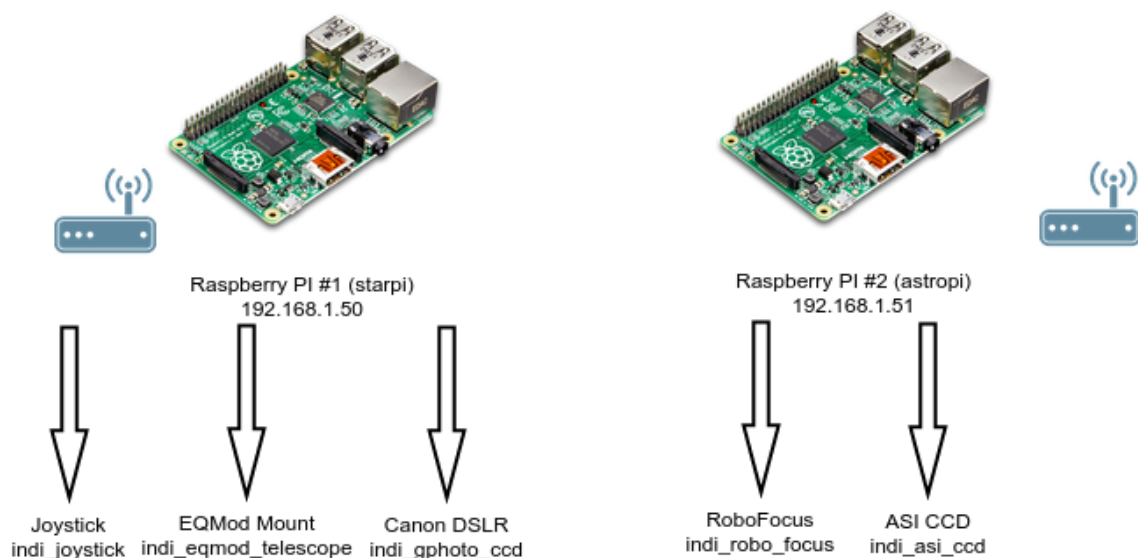 Raspberry PI #1 (starpi)
192.168.1.50
Raspberry PI #2 (astropi)
192.168.1.51
Joystick
indi_joystick
EQMod Mount
indi_eqmod_telescope
Canon DSLR
indi_gphoto_ccd
RoboFocus
indi_robo_focus
ASI CCD
indi_asi_ccd